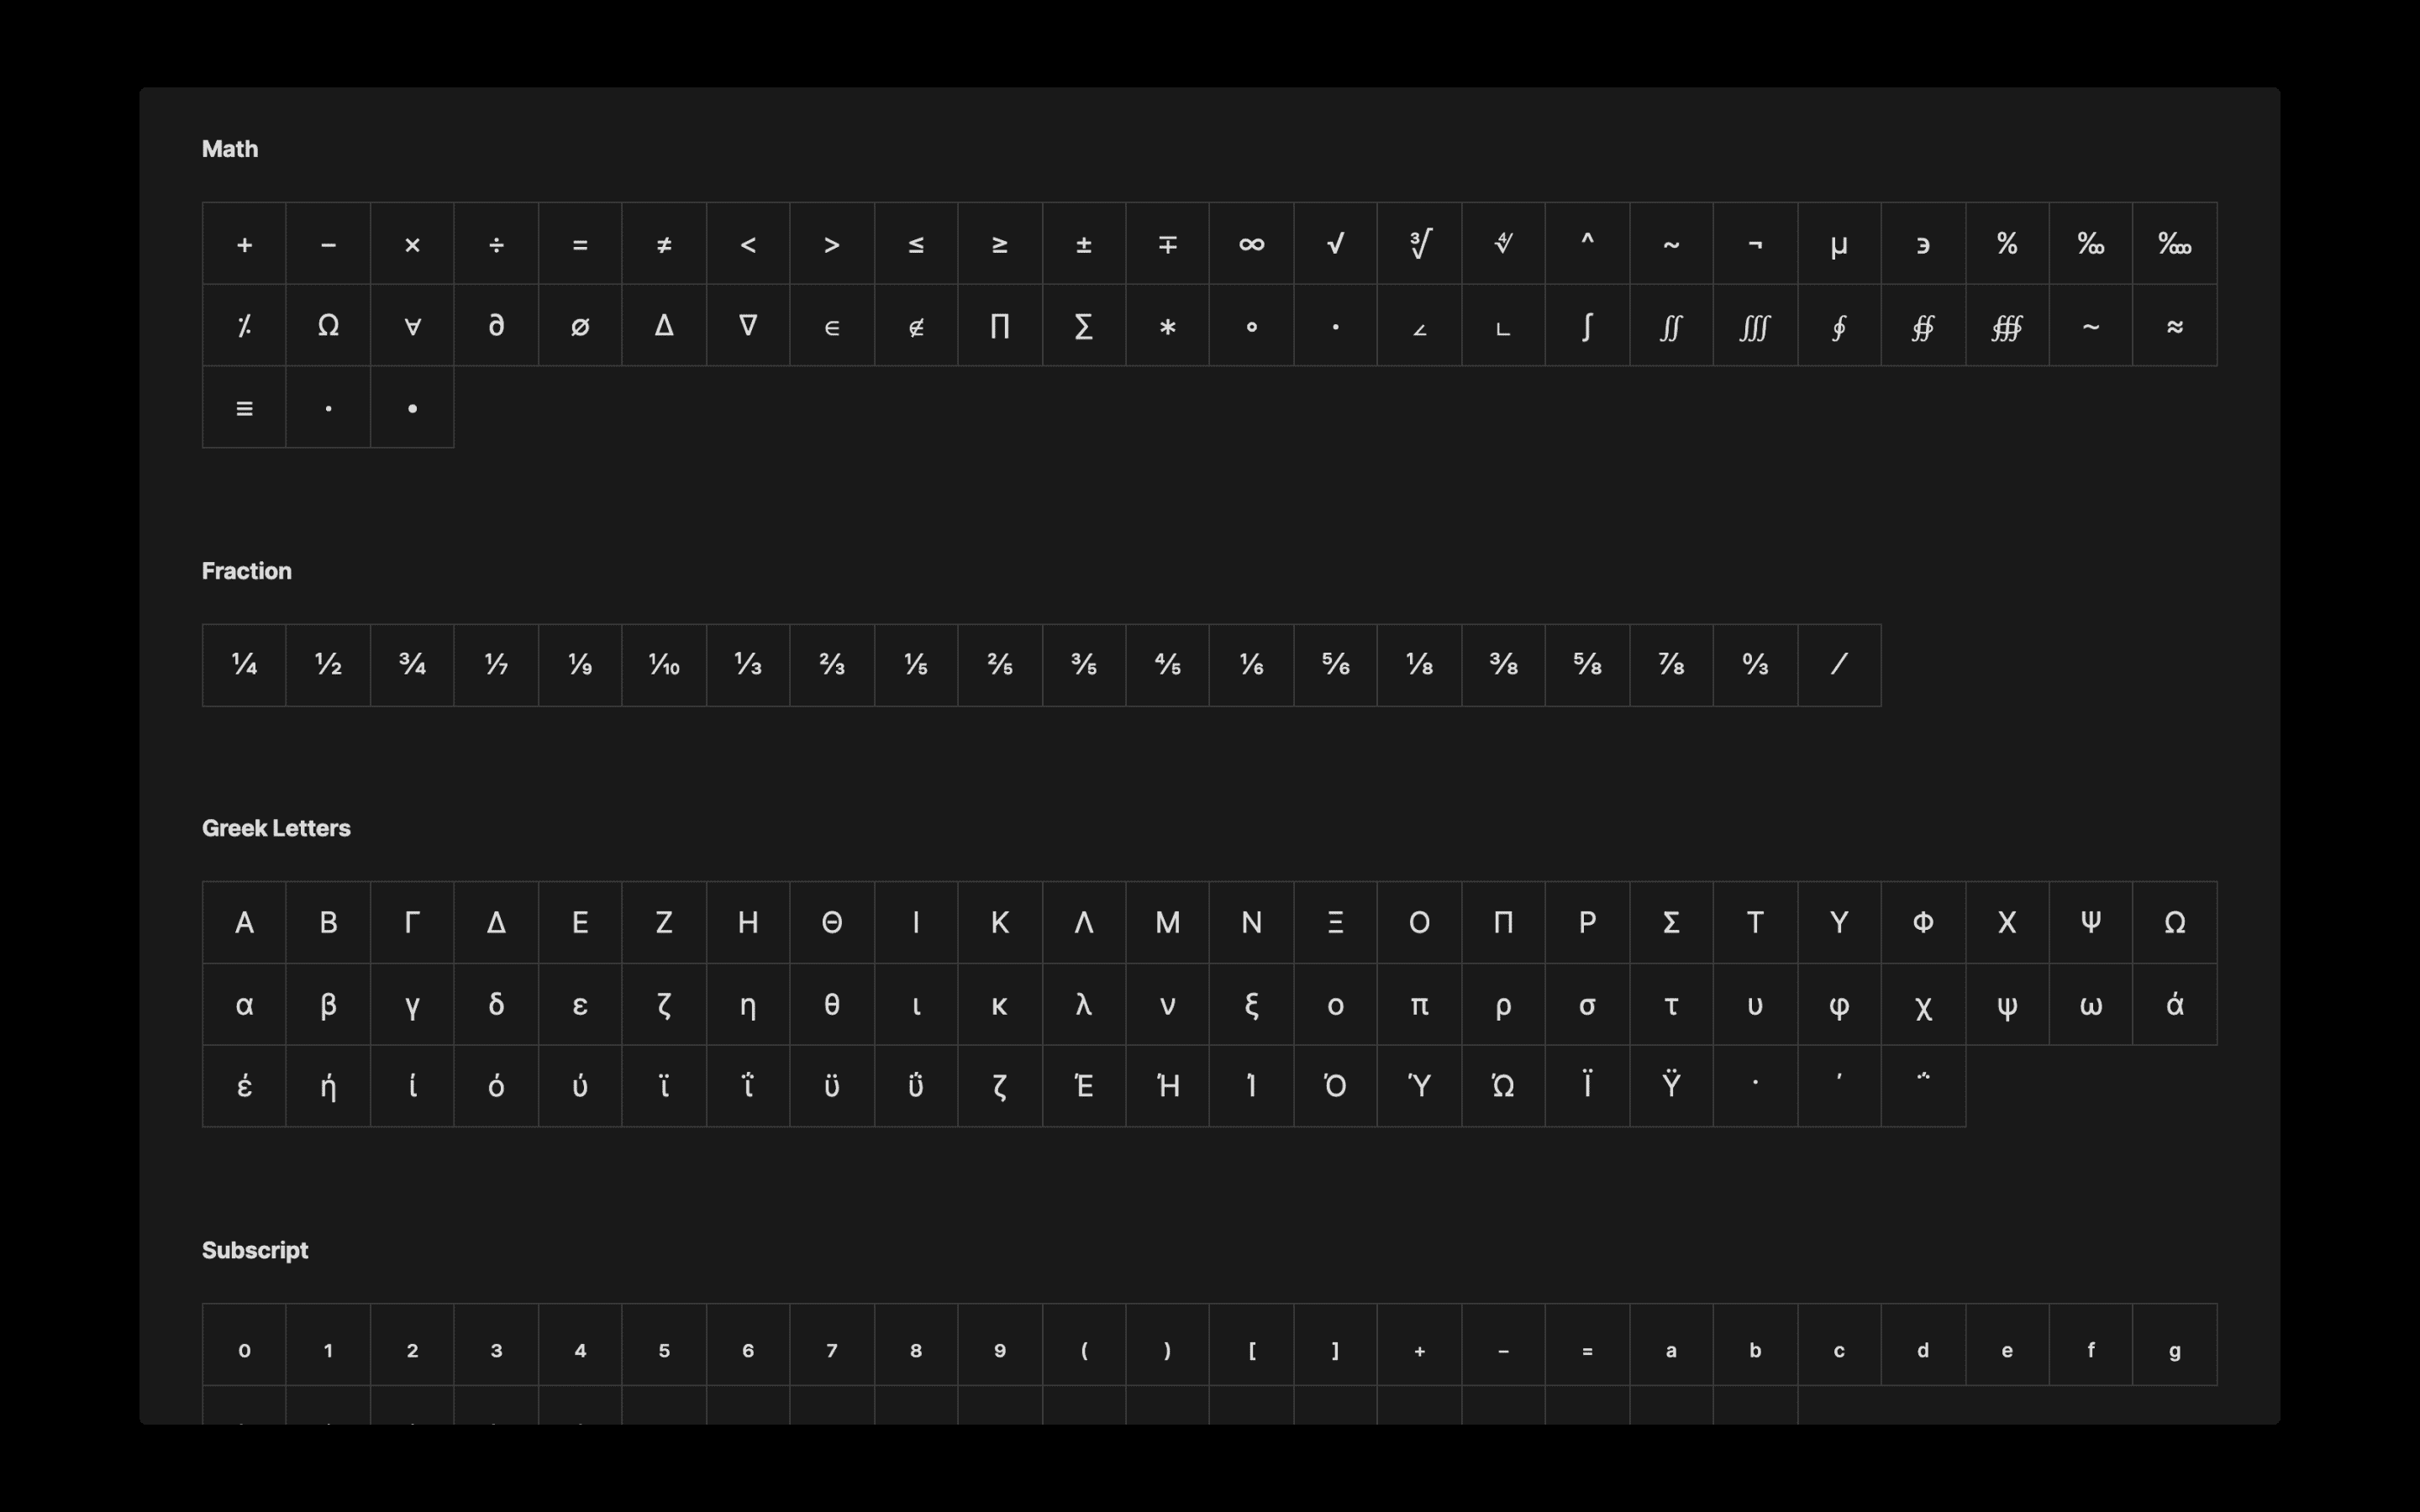 Math
+ − × ÷ = ≠ < > ≤ ≥ ± ∓ ∞ √ ∛ ∜ ^ ~ ¬ µ э % ‰ ‱
⁒ Ω ∀ ∂ ∅ ∆ ∇ ∈ ∉ ∏ ∑ ∗ ∘ ∙ ∠ ∟ ∫ ∬ ∭ ∮ ∯ ∰ ∼ ≈
≡ ⋅ •
Fraction
¼ ½ ¾ ⅐ ⅑ ⅒ ⅓ ⅔ ⅕ ⅖ ⅗ ⅘ ⅙ ⅚ ⅛ ⅜ ⅝ ⅞ ↉ ⁄
Greek Letters
Α Β Γ Δ Ε Ζ Η Θ Ι Κ Λ Μ Ν Ξ Ο Π Ρ Σ Τ Υ Φ Χ Ψ Ω
α β γ δ ε ζ η θ ι κ λ ν ξ ο π ρ σ τ υ φ χ ψ ω ά
έ ή ί ό ύ ϊ ΐ ϋ ΰ ζ Έ Ή Ί Ό Ύ Ώ Ϊ Ϋ · ΄ ΅
Subscript
0 1 2 3 4 5 6 7 8 9 ( ) [ ] + − = a b c d e f g